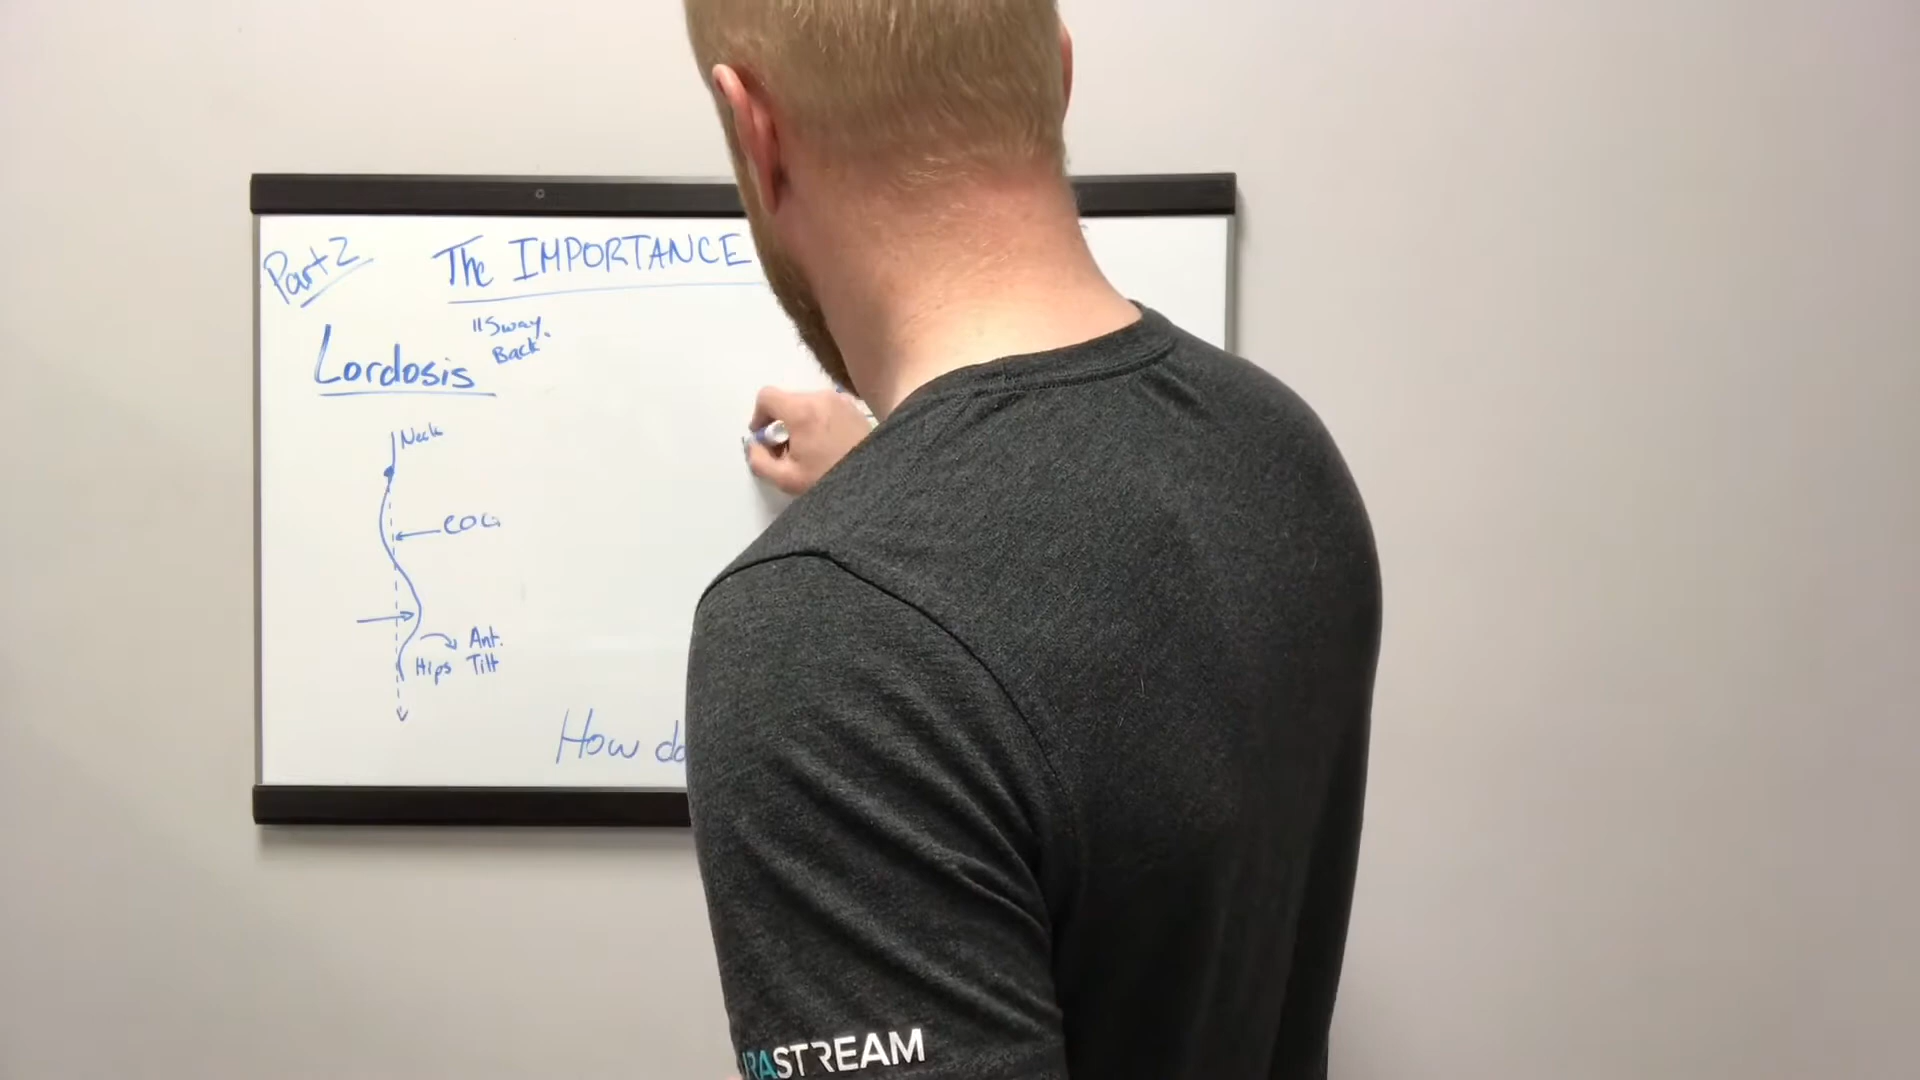 Part 2
The IMPORTANCE
"Sway
Back"
Lordosis
Neck
COG
Ant.
Hips Tilt
How do
RASTREAM